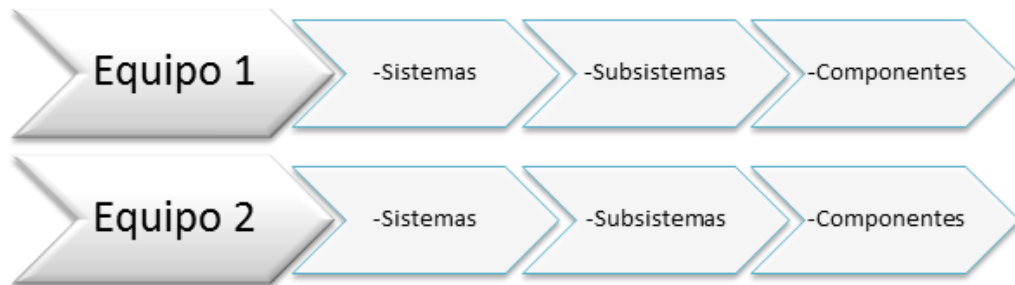 Equipo 1
-Sistemas
-Subsistemas
-Componentes
Equipo 2
-Sistemas
-Subsistemas
-Componentes